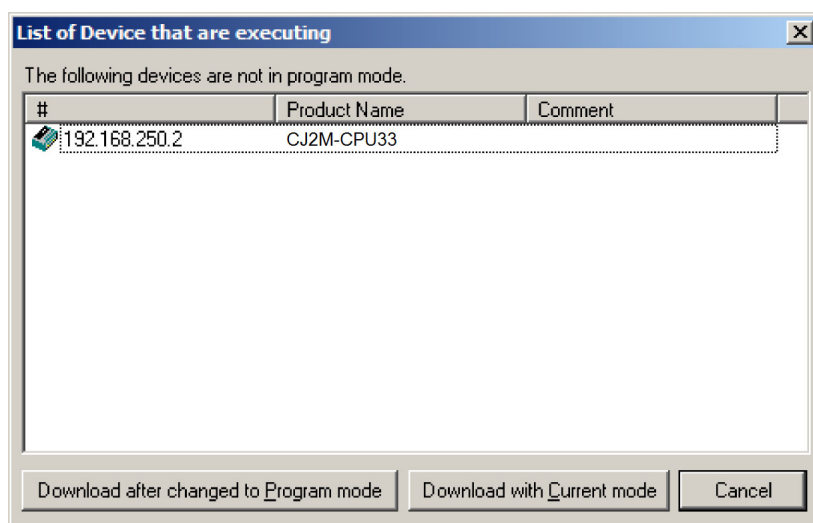 List of Device that are executing
The following devices are not in program mode.
# Product Name Comment
192.168.250.2 CJ2M-CPU33
Download after changed to Program mode Download with Current mode Cancel